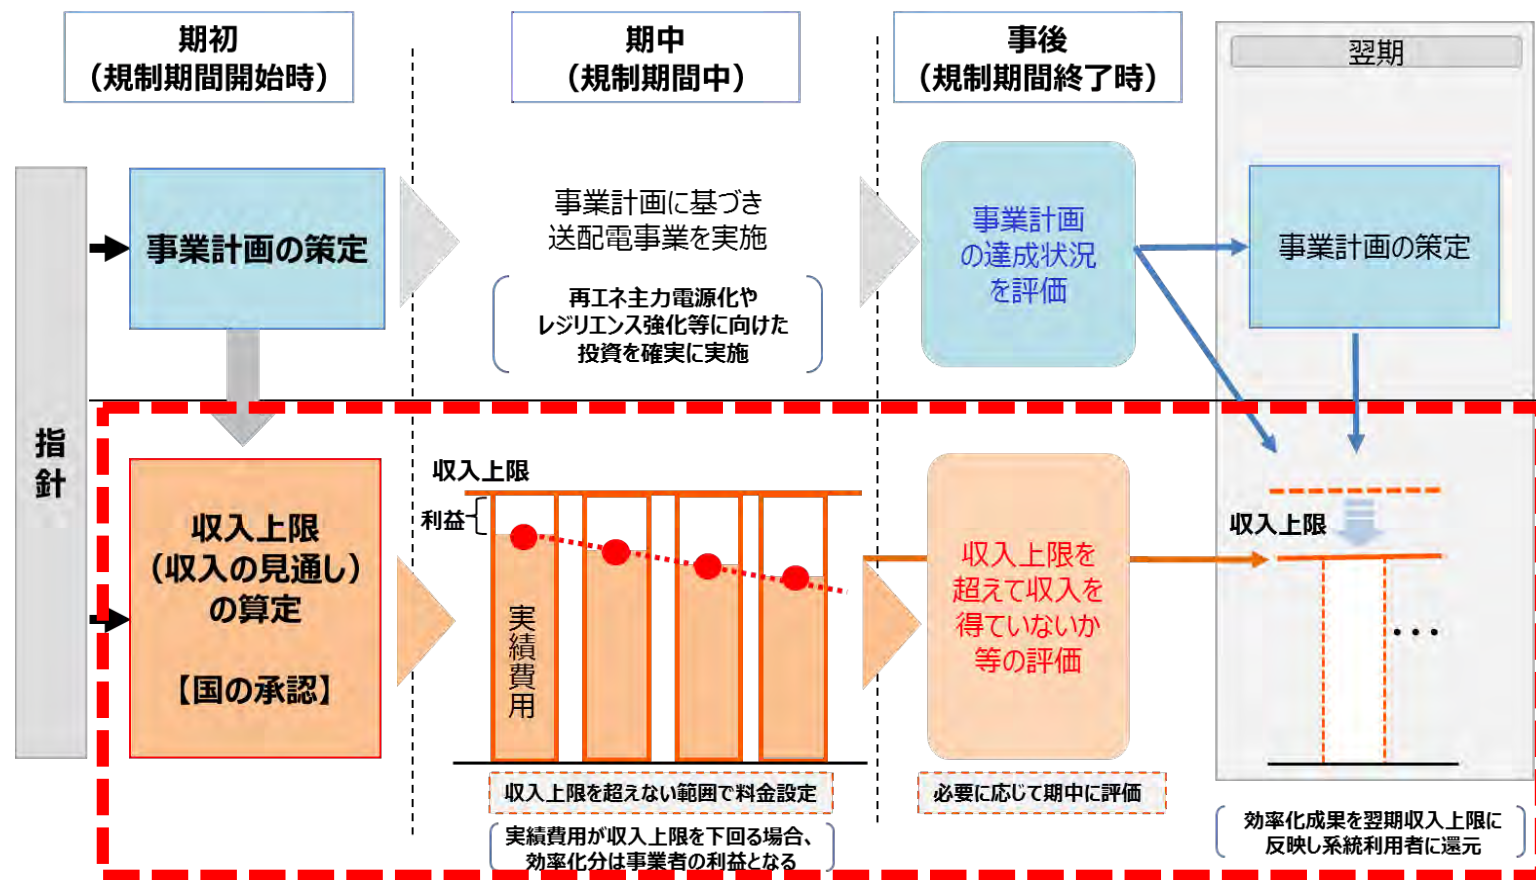 期初
（規制期間開始時）
期中
（規制期間中）
事後
（規制期間終了時）
翌期
指
針
事業計画の策定
事業計画に基づき
送配電事業を実施
再エネ主力電源化や
レジリエンス強化等に向けた
投資を確実に実施
事業計画
の達成状況
を評価
事業計画の策定
収入上限
（収入の見通し）
の算定
【国の承認】
収入上限
利益
実績費用
収入上限を超えない範囲で料金設定
実績費用が収入上限を下回る場合、
効率化分は事業者の利益となる
収入上限を
超えて収入を
得ていないか
等の評価
必要に応じて期中に評価
収入上限
・・・
効率化成果を翌期収入上限に
反映し系統利用者に還元